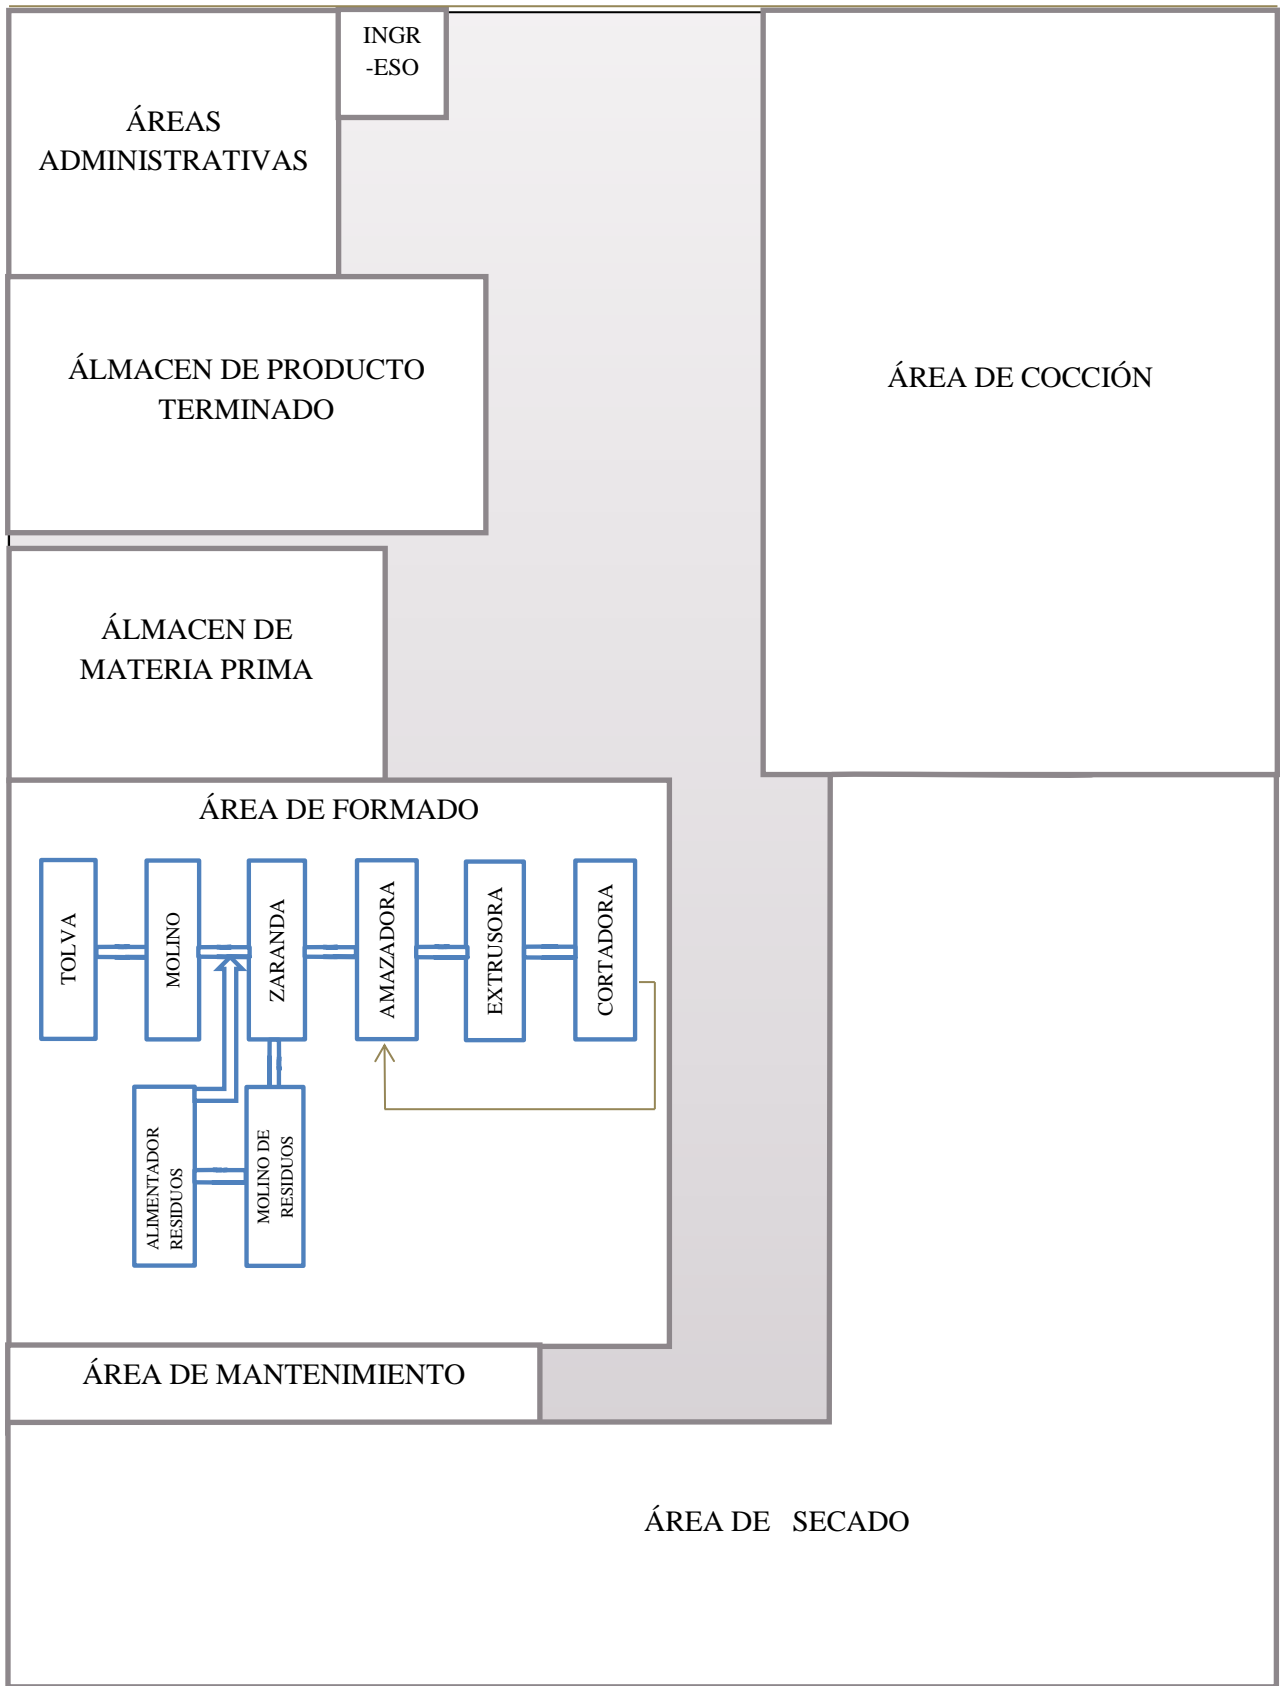 INGR
-ESO
ÁREAS
ADMINISTRATIVAS
ÁLMACEN DE PRODUCTO
TERMINADO
ÁREA DE COCCIÓN
ÁLMACEN DE
MATERIA PRIMA
ÁREA DE FORMADO
TOLVA
MOLINO
ZARANDA
AMAZADORA
EXTRUSORA
CORTADORA
ALIMENTADOR
RESIDUOS
MOLINO DE
RESIDUOS
ÁREA DE MANTENIMIENTO
ÁREA DE   SECADO